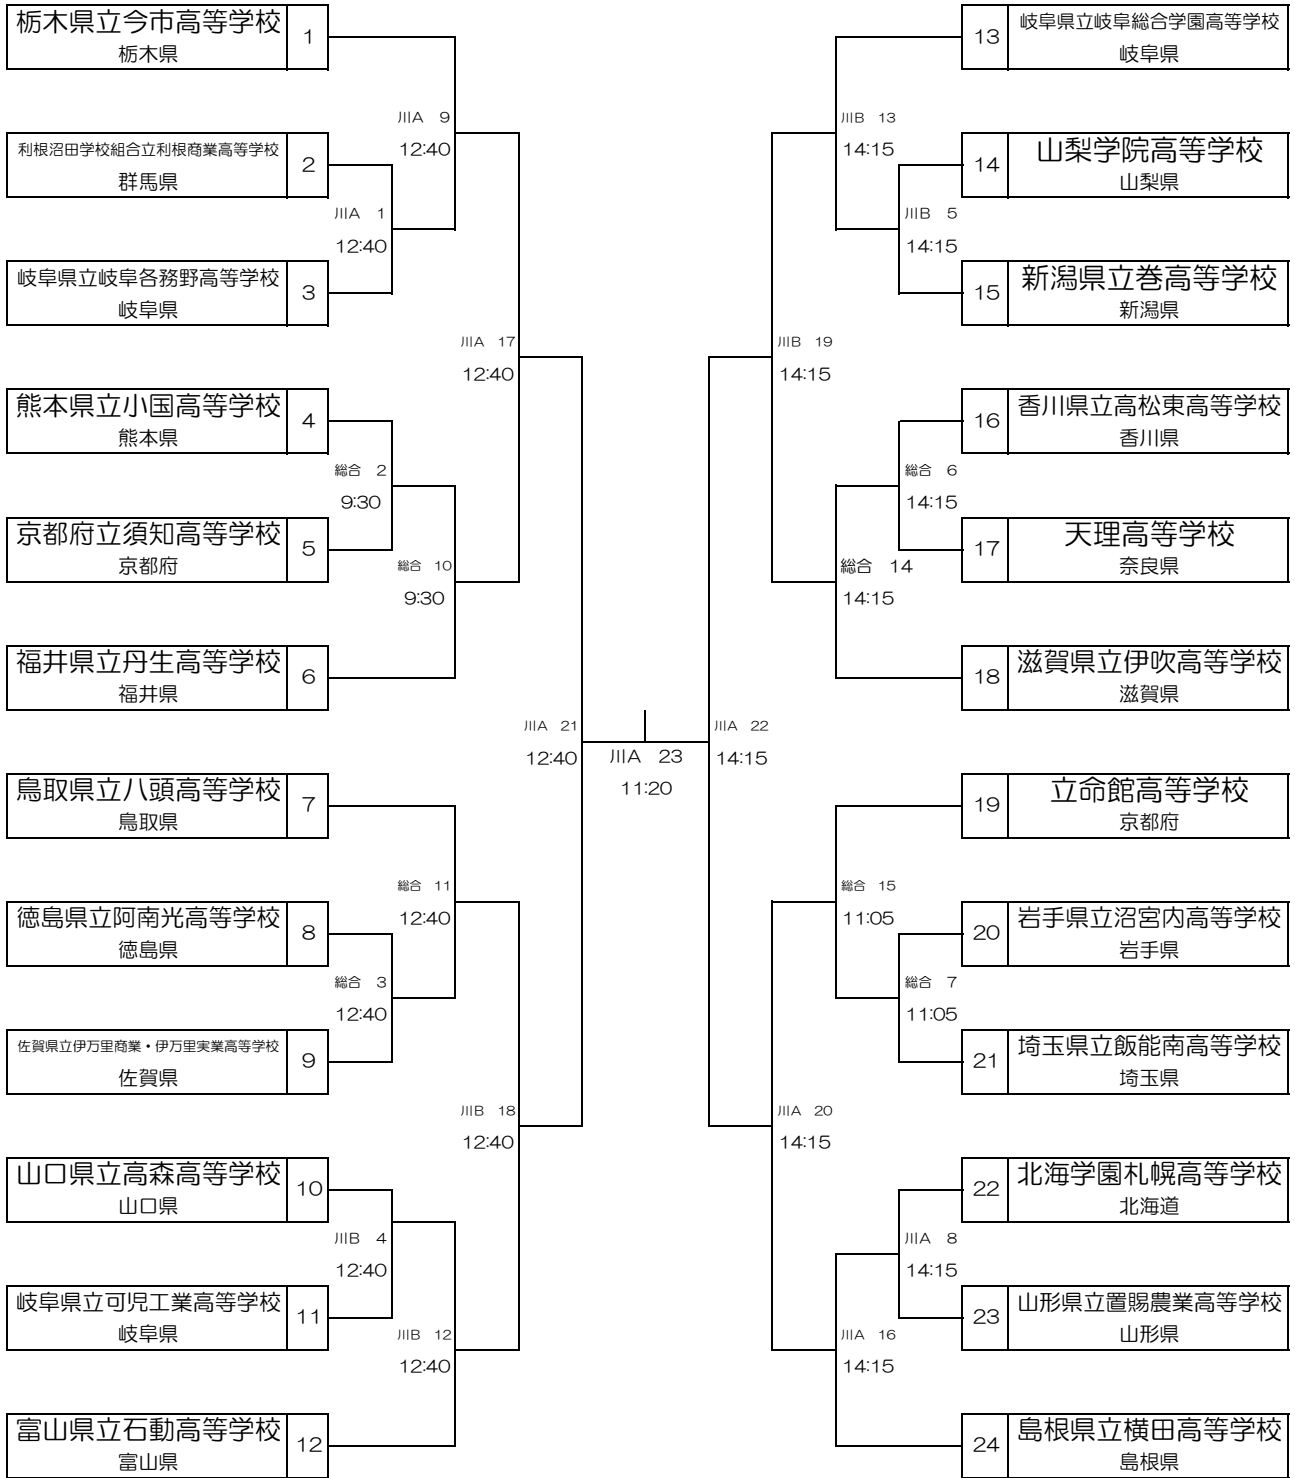 栃木県立今市高等学校
栃木県
1
利根沼田学校組合立利根商業高等学校
群馬県
2
岐阜県立岐阜各務野高等学校
岐阜県
3
熊本県立小国高等学校
熊本県
4
京都府立須知高等学校
京都府
5
福井県立丹生高等学校
福井県
6
鳥取県立八頭高等学校
鳥取県
7
徳島県立阿南光高等学校
徳島県
8
佐賀県立伊万里商業・伊万里実業高等学校
佐賀県
9
山口県立高森高等学校
山口県
10
岐阜県立可児工業高等学校
岐阜県
11
富山県立石動高等学校
富山県
12
川A 1
12:40
総合 2
9:30
総合 3
12:40
川B 4
12:40
川A 9
12:40
総合 10
9:30
総合 11
12:40
川B 12
12:40
川A 17
12:40
川B 18
12:40
川A 21
12:40
川A 23
11:20
川A 22
14:15
川B 19
14:15
川A 20
14:15
川B 13
14:15
総合 14
14:15
総合 15
11:05
川A 16
14:15
川B 5
14:15
総合 6
14:15
総合 7
11:05
川A 8
14:15
13
岐阜県立岐阜総合学園高等学校
岐阜県
14
山梨学院高等学校
山梨県
15
新潟県立巻高等学校
新潟県
16
香川県立高松東高等学校
香川県
17
天理高等学校
奈良県
18
滋賀県立伊吹高等学校
滋賀県
19
立命館高等学校
京都府
20
岩手県立沼宮内高等学校
岩手県
21
埼玉県立飯能南高等学校
埼玉県
22
北海学園札幌高等学校
北海道
23
山形県立置賜農業高等学校
山形県
24
島根県立横田高等学校
島根県